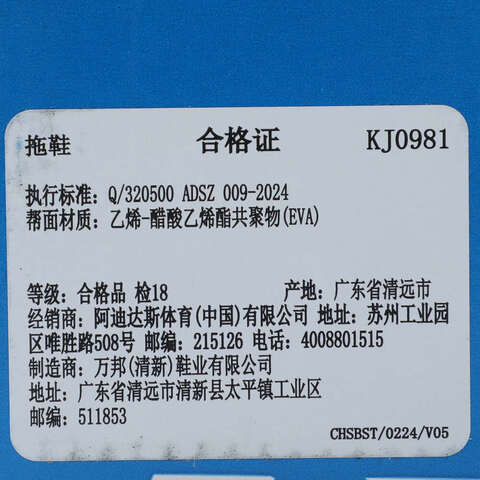 拖鞋 合格证 KJ0981
执行标准: Q/320500 ADSZ 009-2024
帮面材质: 乙烯-醋酸乙烯酯共聚物(EVA)
等级: 合格品 检18 产地: 广东省清远市
经销商: 阿迪达斯体育(中国)有限公司 地址: 苏州工业园
区唯胜路508号 邮编: 215126 电话: 4008801515
制造商: 万邦(清新)鞋业有限公司
地址: 广东省清远市清新县太平镇工业区
邮编: 511853
CHSBST/0224/V05